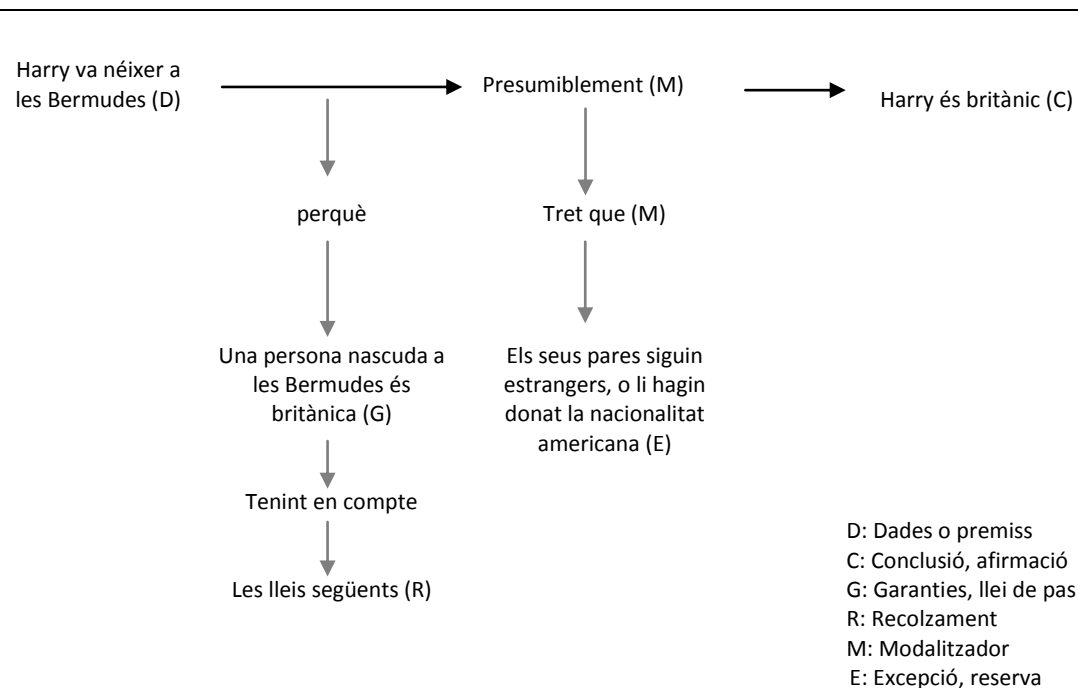 Harry va néixer a
les Bermudes (D)
Presumiblement (M)
Harry és britànic (C)
perquè
Tret que (M)
Una persona nascuda a
les Bermudes és
britànica (G)
Els seus pares siguin
estrangers, o li hagin
donat la nacionalitat
americana (E)
Tenint en compte
Les lleis següents (R)
D: Dades o premiss
C: Conclusió, afirmació
G: Garanties, llei de pas
R: Recolzament
M: Modalitzador
E: Excepció, reserva